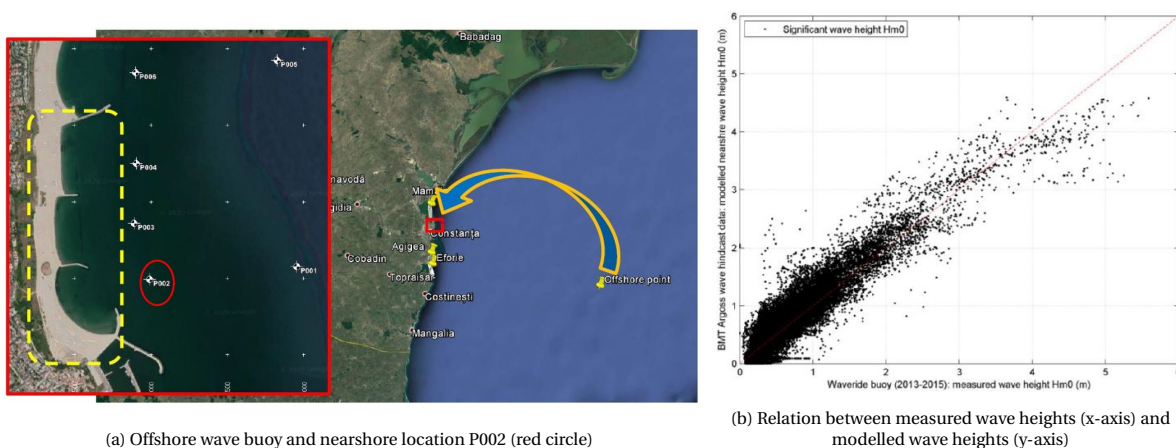 Babadag
P006
P005
P004
P003
P001
P002
navodă
Mam
gidia
Constanța
Agigea
Eforie
Cobadin
Topraisar
Costinești
Mangalia
Offshore point
(a) Offshore wave buoy and nearshore location P002 (red circle)
Significant wave height Hm0
BMT Argoss wave hindcast data: modelled nearshre wave height Hm0 (m)
6
5
4
3
2
1
0
0
1
2
3
4
5
6
Waveride buoy (2013-2015): measured wave height Hm0 (m)
(b) Relation between measured wave heights (x-axis) and
modelled wave heights (y-axis)